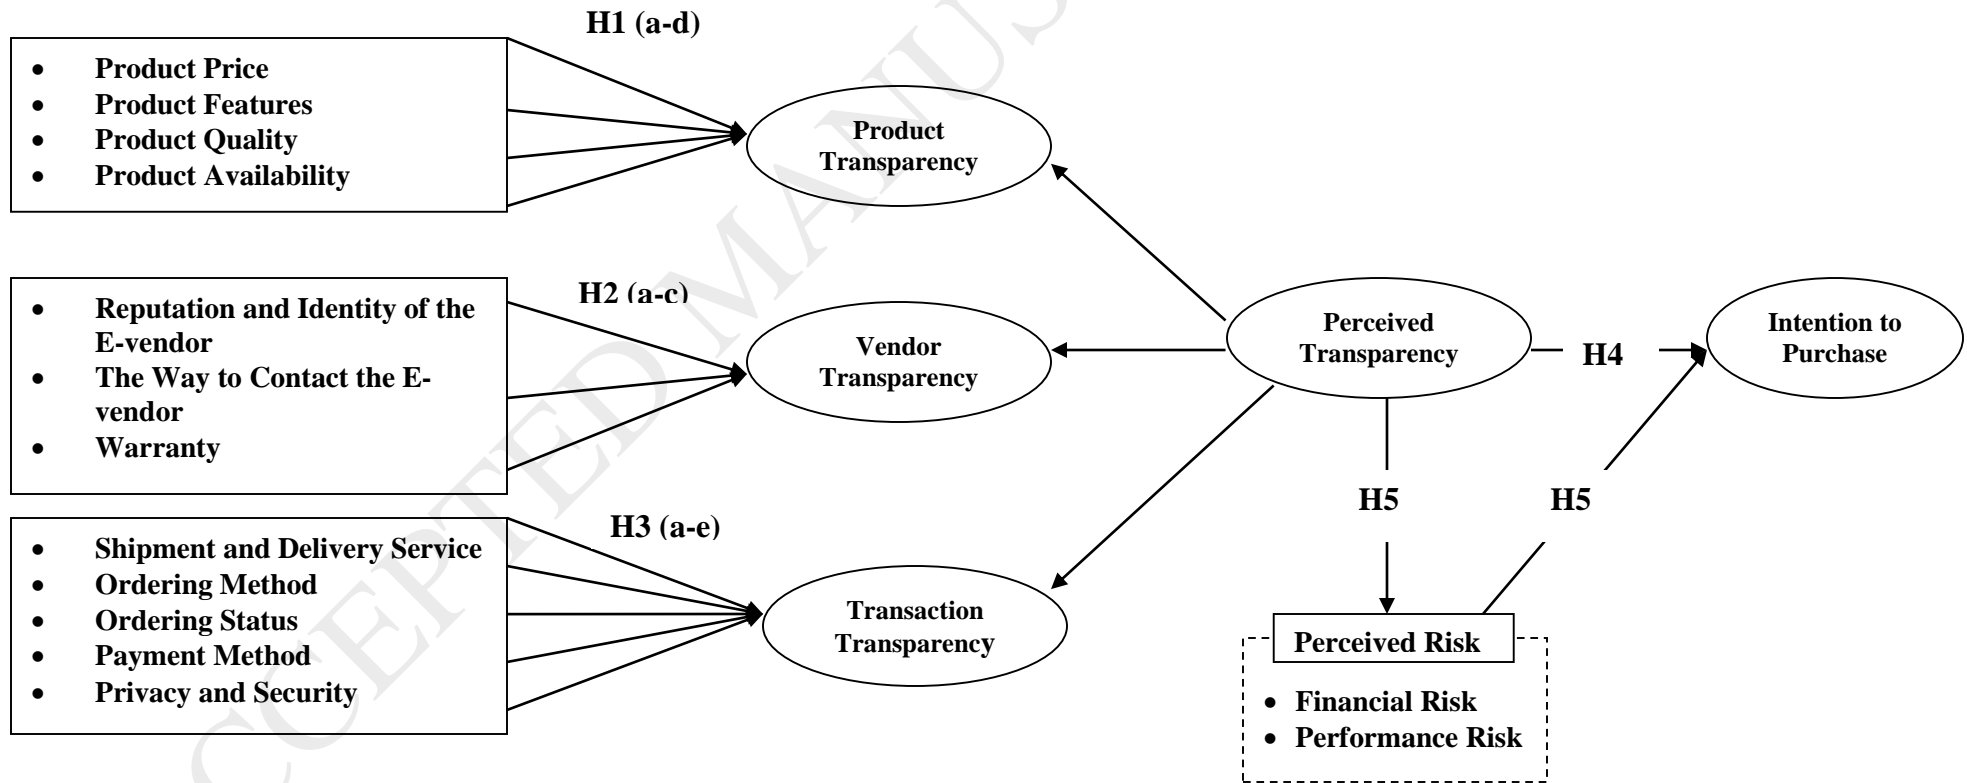 H1 (a-d)
• Product Price
• Product Features
• Product Quality
• Product Availability
Product
Transparency
H2 (a-c)
• Reputation and Identity of the
E-vendor
• The Way to Contact the E-
vendor
• Warranty
Vendor
Transparency
Perceived
Transparency
H4
Intention to
Purchase
H5
H5
H3 (a-e)
• Shipment and Delivery Service
• Ordering Method
• Ordering Status
• Payment Method
• Privacy and Security
Transaction
Transparency
Perceived Risk
• Financial Risk
• Performance Risk
CCEPTED MANUS